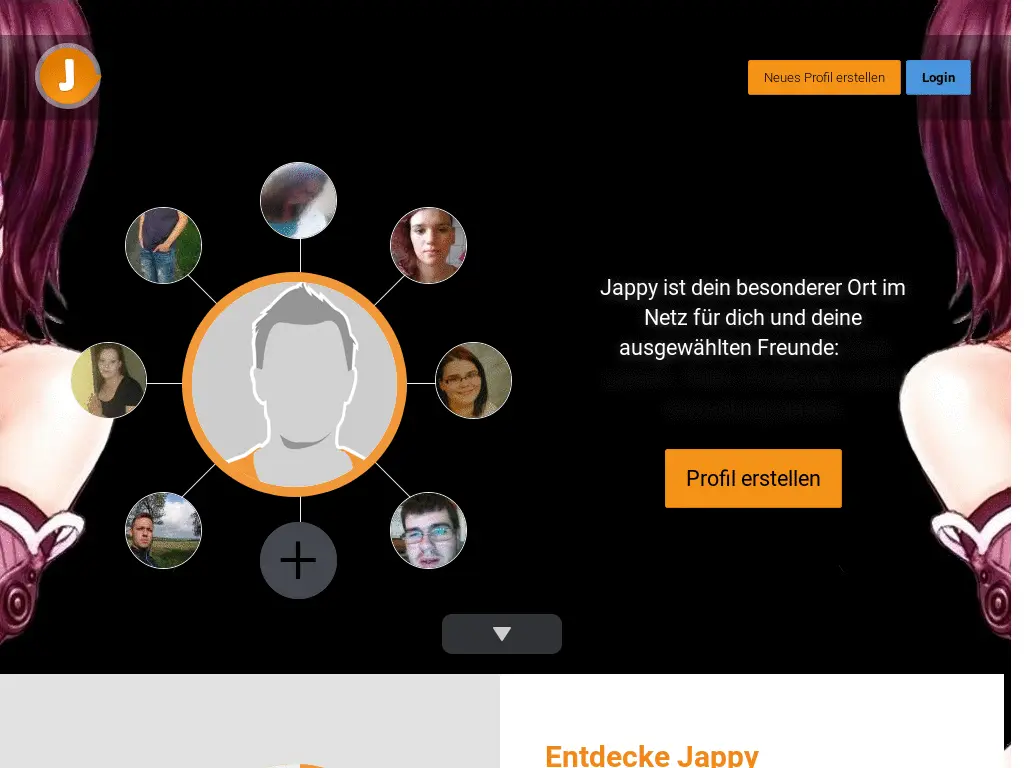 J
Neues Profil erstellen
Login
Jappy ist dein besonderer Ort im
Netz für dich und deine
ausgewählten Freunde:
Profil erstellen
Entdecke Jappy